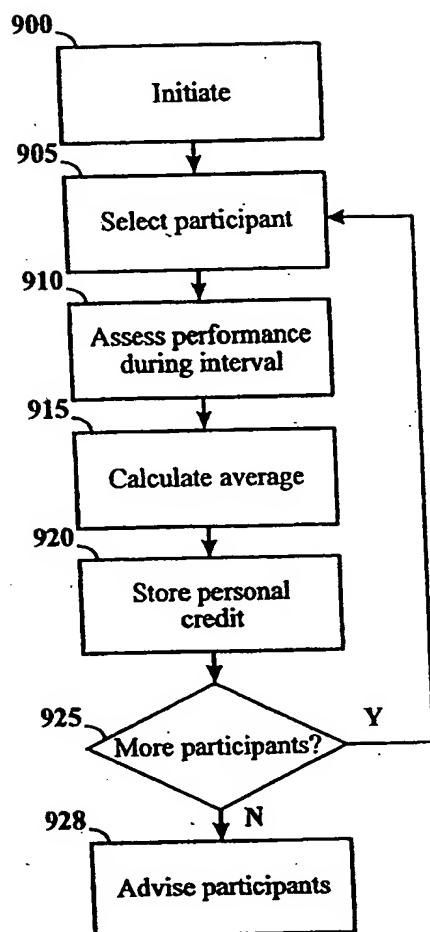 900
Initiate
905
Select participant
910
Assess performance
during interval
915
Calculate average
920
Store personal
credit
925
More participants?
Y
N
928
Advise participants